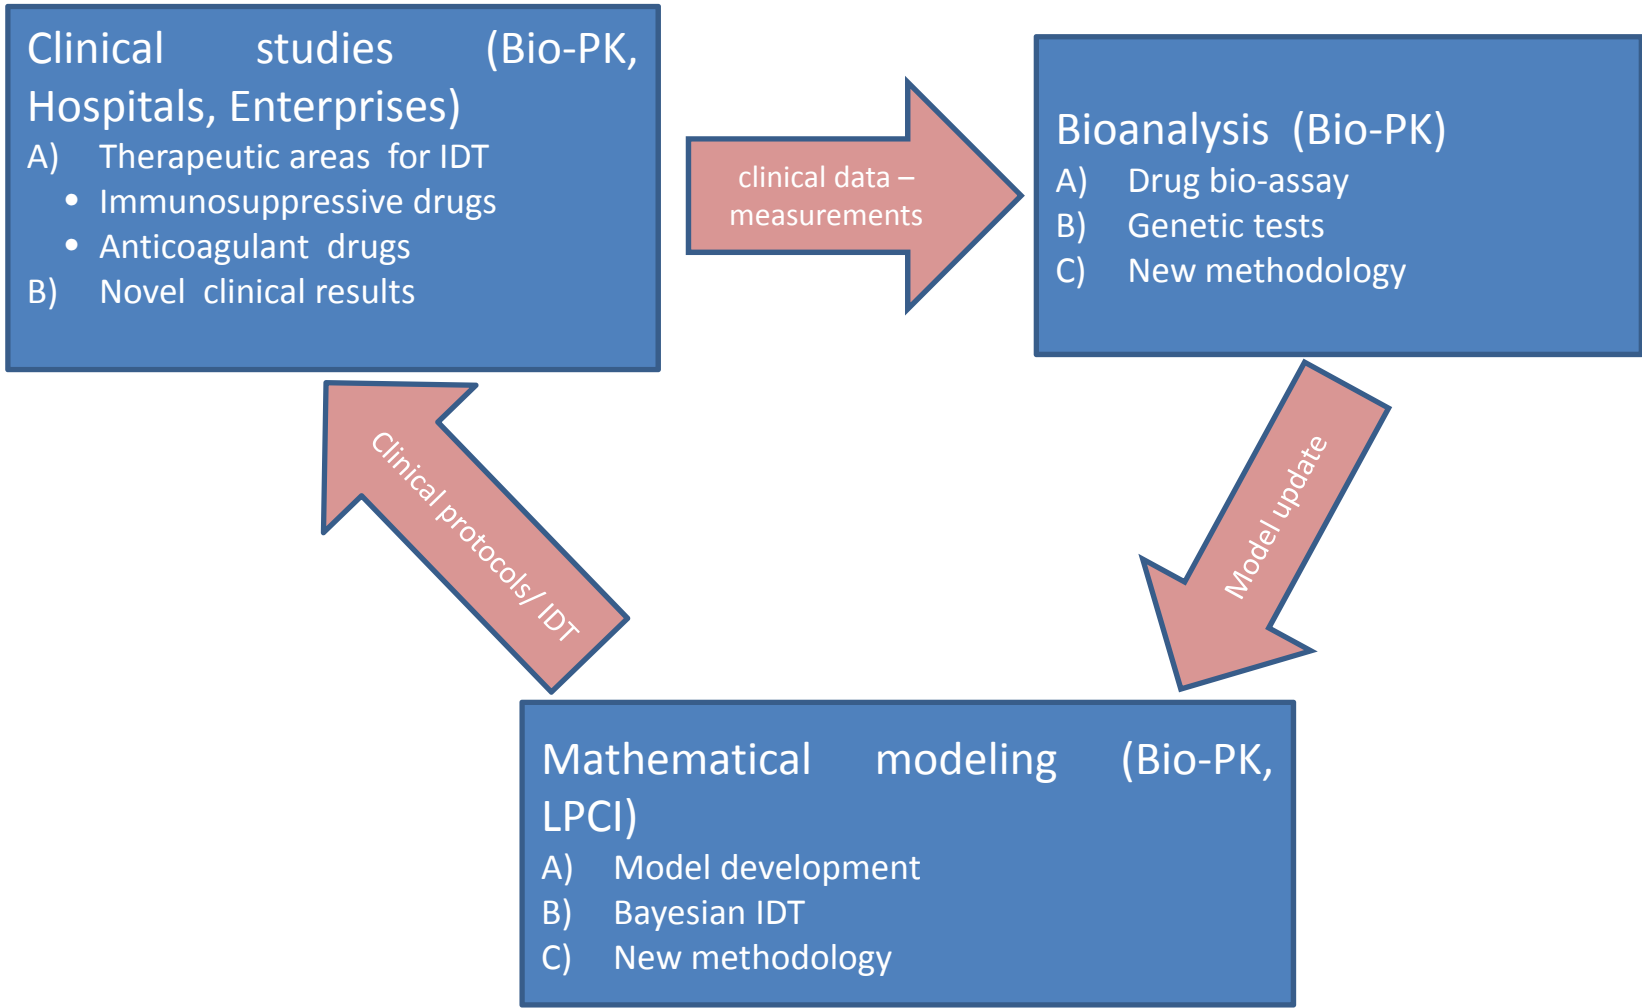 Clinical studies (Bio-PK,
Hospitals, Enterprises)
A) Therapeutic areas for IDT
• Immunosuppressive drugs
• Anticoagulant drugs
B) Novel clinical results
clinical data –
measurements
Bioanalysis (Bio-PK)
A) Drug bio-assay
B) Genetic tests
C) New methodology
Model update
Mathematical modeling (Bio-PK,
LPCI)
A) Model development
B) Bayesian IDT
C) New methodology
Clinical protocols/ IDT